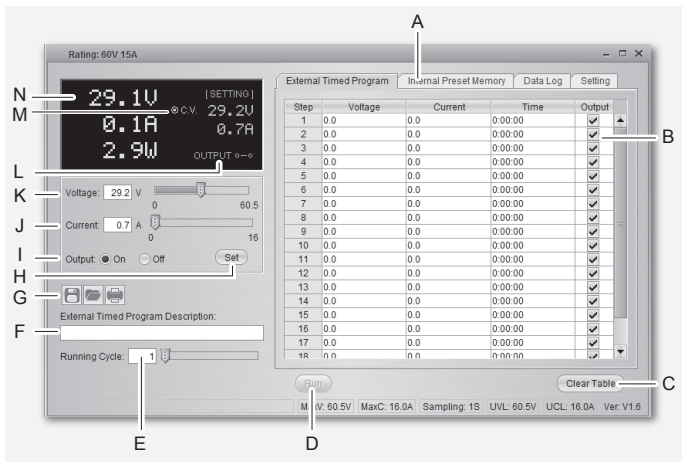 A
Rating: 60V 15A
External Timed Program Internal Preset Memory Data Log Setting
N
29.1V [SETTING]
M
C.V. 29.2V
0.1A 0.7A
2.9W OUTPUT
L
Step Voltage Current Time Output
1 0.0 0.0 0:00:00
2 0.0 0.0 0:00:00
B
3 0.0 0.0 0:00:00
4 0.0 0.0 0:00:00
5 0.0 0.0 0:00:00
6 0.0 0.0 0:00:00
7 0.0 0.0 0:00:00
8 0.0 0.0 0:00:00
9 0.0 0.0 0:00:00
10 0.0 0.0 0:00:00
11 0.0 0.0 0:00:00
12 0.0 0.0 0:00:00
13 0.0 0.0 0:00:00
14 0.0 0.0 0:00:00
15 0.0 0.0 0:00:00
16 0.0 0.0 0:00:00
17 0.0 0.0 0:00:00
18 0.0 0.0 0:00:00
K
Voltage: 29.2 V
0 60.5
J
Current: 0.7 A
0 16
I
Output: On Off Set
H
G
External Timed Program Description:
F
Running Cycle: 1
E
Run
D
Clear Table
C
MaxV: 60.5V MaxC: 16.0A Sampling: 1S UVL: 60.5V UCL: 16.0A Ver: V1.6